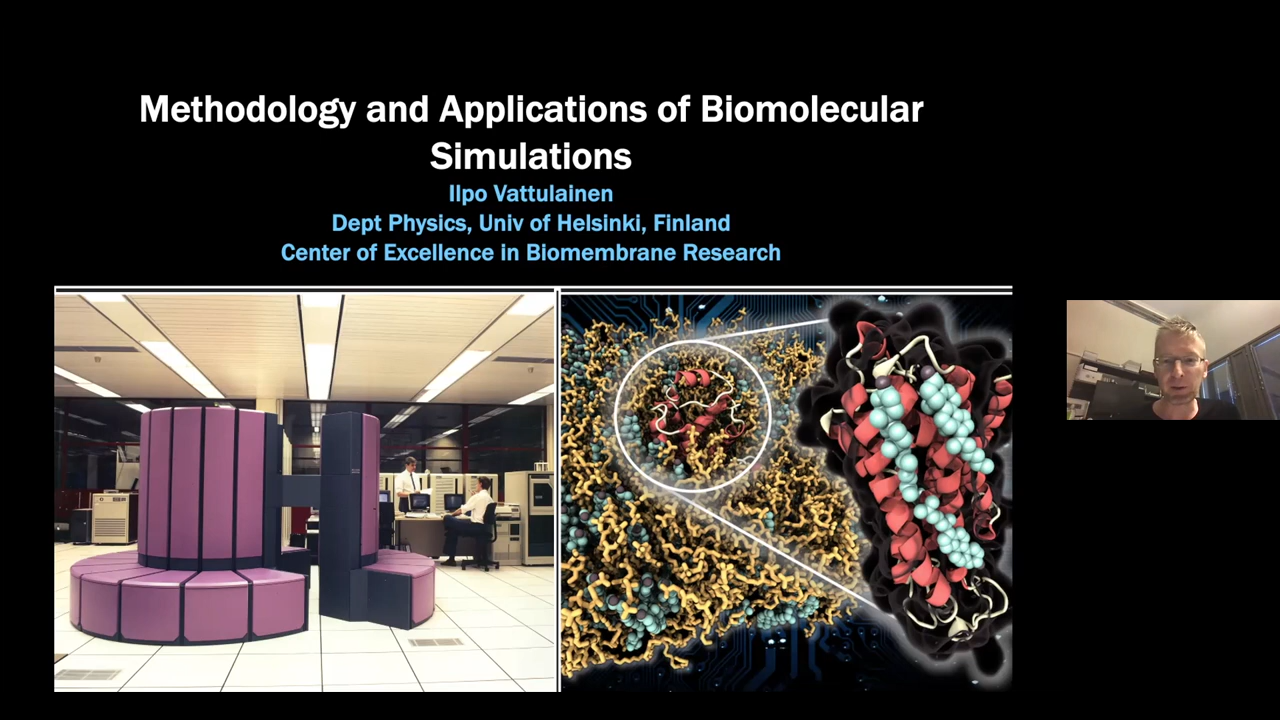 Methodology and Applications of Biomolecular
Simulations
Ilpo Vattulainen
Dept Physics, Univ of Helsinki, Finland
Center of Excellence in Biomembrane Research